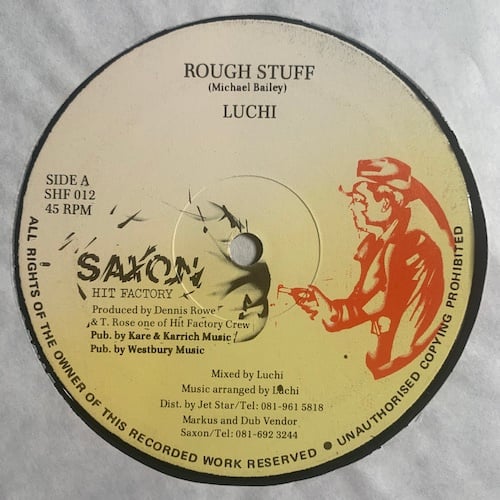 ROUGH STUFF
(Michael Bailey)
LUCHI
SIDE A
SHF 012
45 RPM
SAXON
HIT FACTORY
Produced by Dennis Rowe
& T. Rose one of Hit Factory Crew
Pub. by Kare & Karrich Music
Pub. by Westbury Music
Mixed by Luchi
Music arranged by Luchi
Dist. by Jet Star/Tel: 081-961 5818
Markus and Dub Vendor
Saxon/Tel: 081-692 3244
ALL RIGHTS OF THE OWNER OF THIS RECORDED WORK RESERVED ● UNAUTHORISED COPYING PROHIBITED